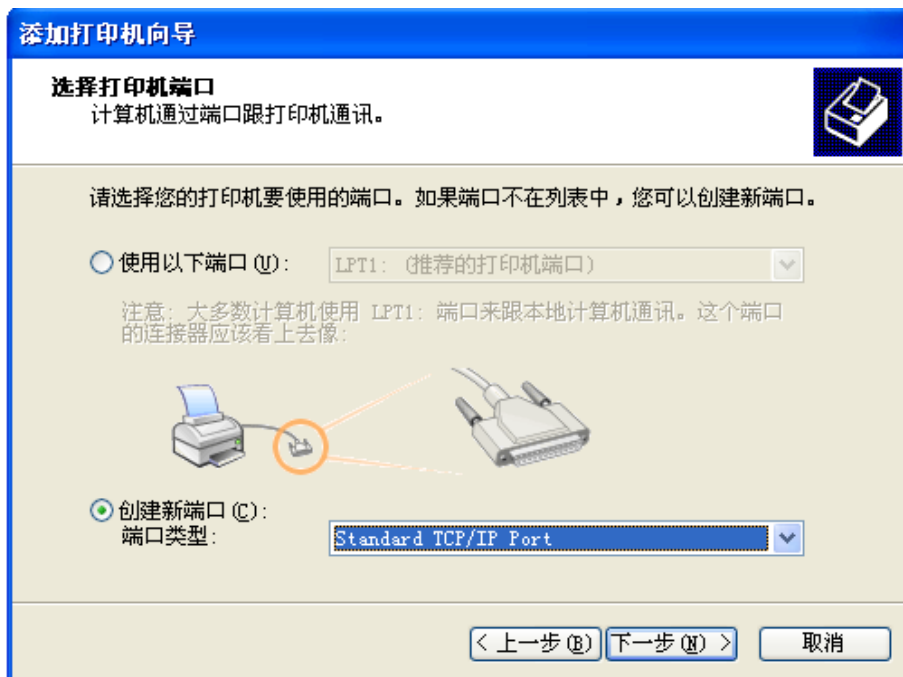 添加打印机向导
选择打印机端口
计算机通过端口跟打印机通讯。
请选择您的打印机要使用的端口。如果端口不在列表中，您可以创建新端口。
使用以下端口(U): LPT1: (推荐的打印机端口)
注意: 大多数计算机使用 LPT1: 端口来跟本地计算机通讯。这个端口
的连接器应该看上去像:
创建新端口(C):
端口类型: Standard TCP/IP Port
< 上一步(B) 下一步(N) > 取消